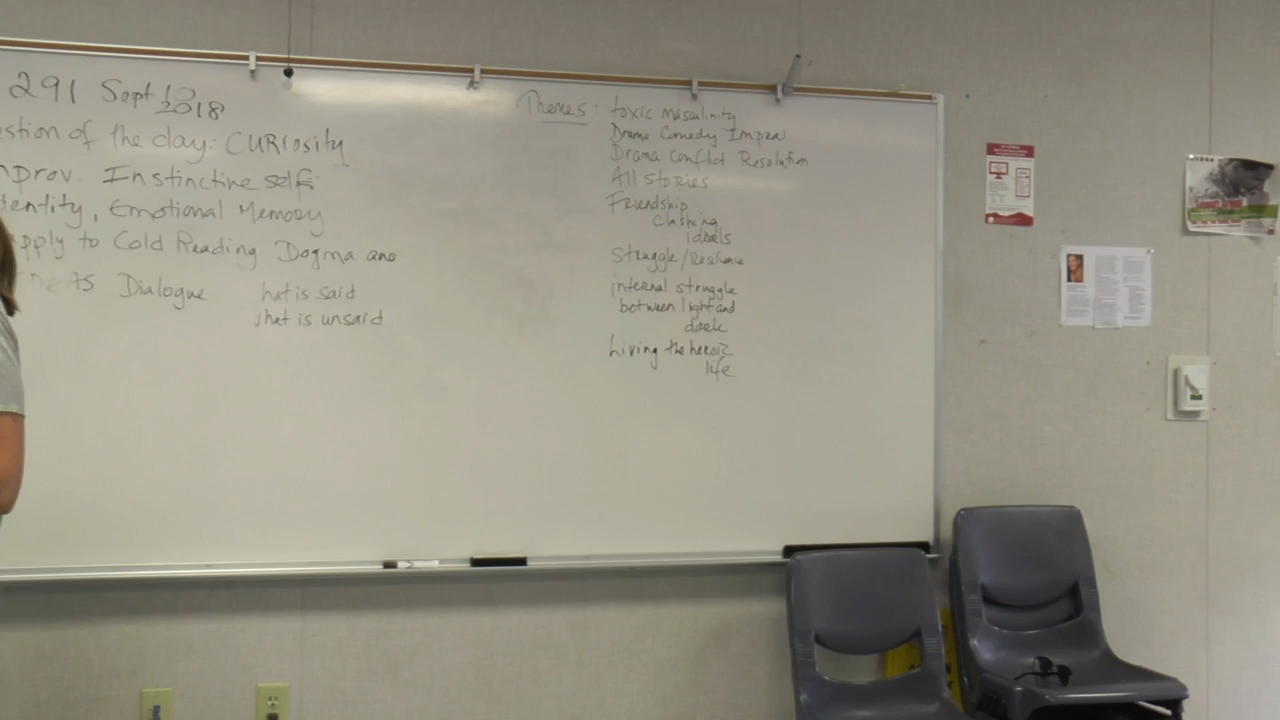 291 Sept 10
2018
estion of the day: CURiosity
nprov. Instinctive self:
dentity, Emotional Memory
pply to Cold Reading Dogma and
Dialogue hat is said
hat is unsaid
Themes: toxic masculinity
Drama Comedy Improv
Drama Conflict Resolution
All stories
Friendship
Clashing
ideals
Struggle/Resilience
internal struggle
between light and
dark
Living the heroic
life